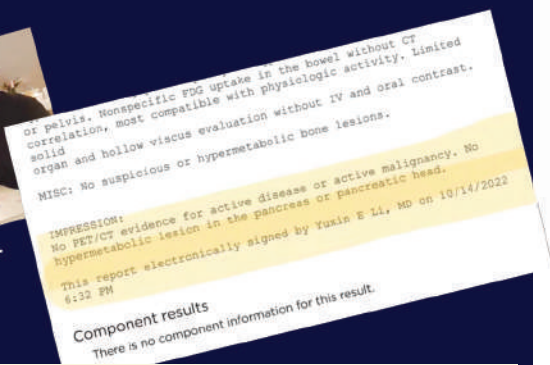 or pelvis. Nonspecific FDG uptake in the bowel without CT
correlation, most compatible with physiologic activity. Limited
solid
organ and hollow viscus evaluation without IV and oral contrast.
MISC: No suspicious or hypermetabolic bone lesions.
IMPRESSION:
No PET/CT evidence for active disease or active malignancy. No
hypermetabolic lesion in the pancreas or pancreatic head.
This report electronically signed by Yuxin E Li, MD on 10/14/2022
6:32 PM
Component results
There is no component information for this result.